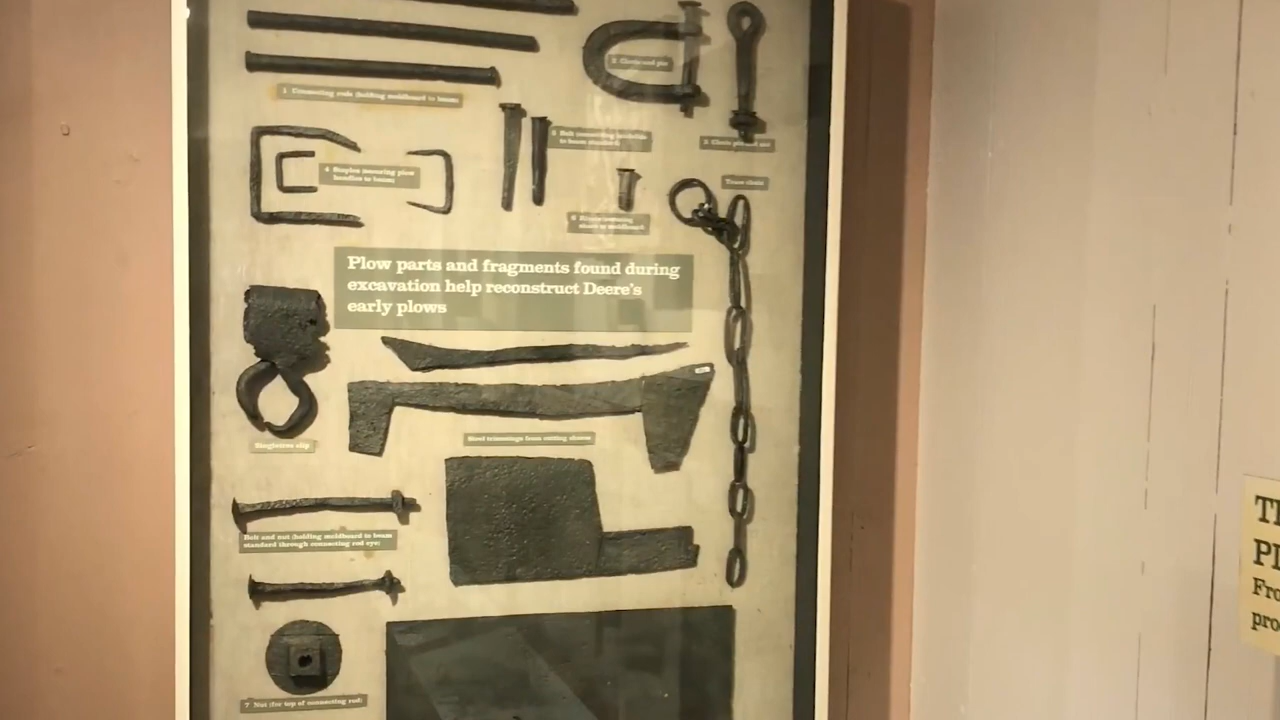 2 Clevis and pin
1 Connecting rods (holding moldboard to beam)
5 Bolt (connecting landside
to beam standard)
3 Clevis pin and nut
4 Staples (securing plow
handles to beam)
Trace chain
6
share to moldboard
Plow parts and fragments found during
excavation help reconstruct Deere's
early plows
Singletree clip
Steel trimmings from cutting shares
Bolt and nut (holding moldboard to beam
standard through connecting rod eye)
7 Nut (for top of connecting rod)
Fro